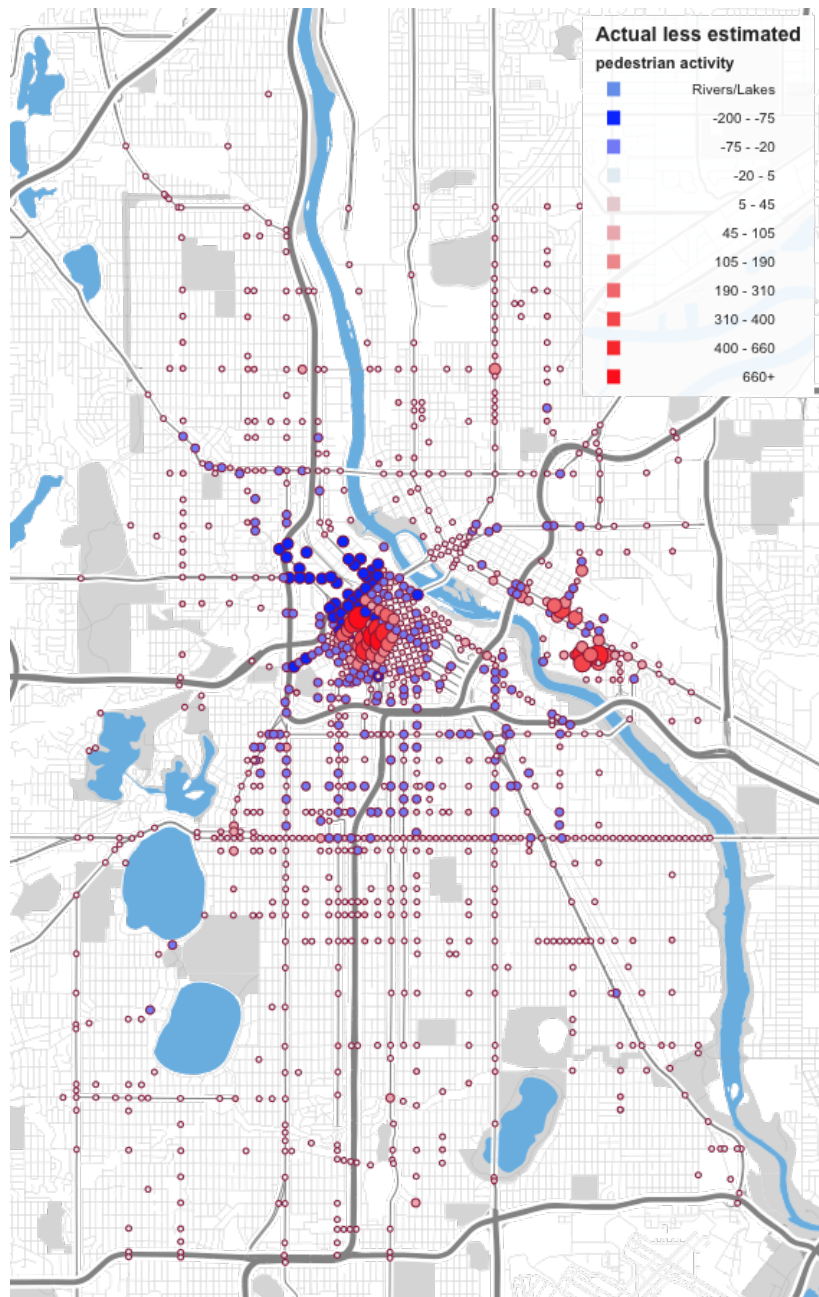 Actual less estimated
pedestrian activity
Rivers/Lakes
-200 - -75
-75 - -20
-20 - 5
5 - 45
45 - 105
105 - 190
190 - 310
310 - 400
400 - 660
660+